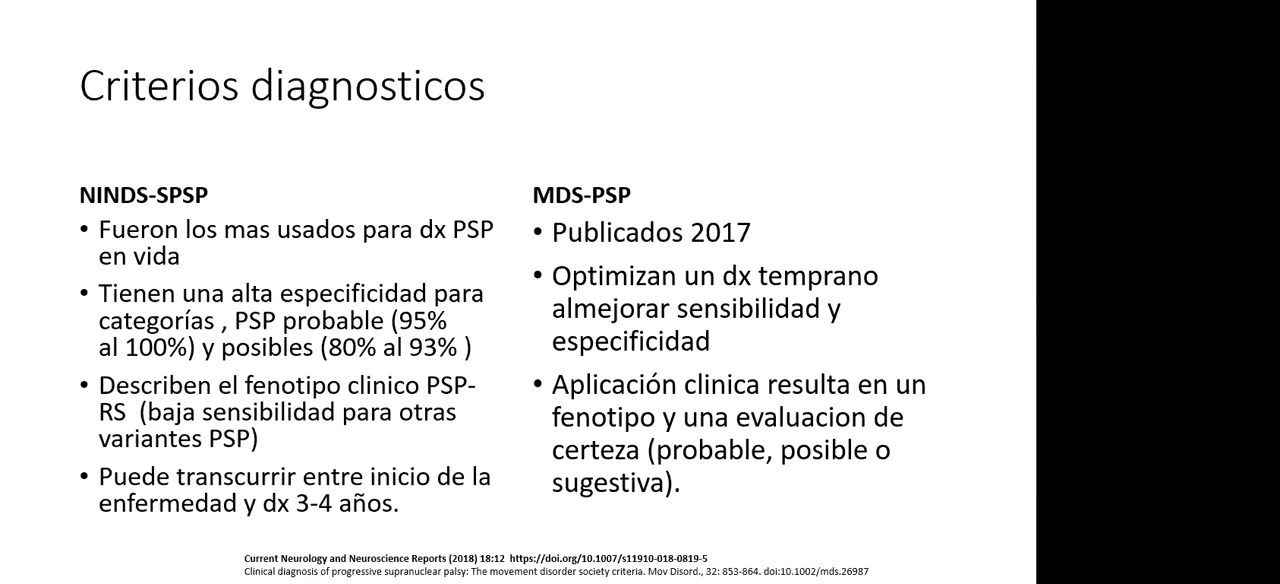 Criterios diagnosticos
NINDS-SPSP
• Fueron los mas usados para dx PSP
en vida
• Tienen una alta especificidad para
categorías , PSP probable (95%
al 100%) y posibles (80% al 93% )
• Describen el fenotipo clinico PSP-
RS (baja sensibilidad para otras
variantes PSP)
• Puede transcurrir entre inicio de la
enfermedad y dx 3-4 años.
MDS-PSP
• Publicados 2017
• Optimizan un dx temprano
almejorar sensibilidad y
especificidad
• Aplicación clinica resulta en un
fenotipo y una evaluacion de
certeza (probable, posible o
sugestiva).
Current Neurology and Neuroscience Reports (2018) 18:12 https://doi.org/10.1007/s11910-018-0819-5
Clinical diagnosis of progressive supranuclear palsy: The movement disorder society criteria. Mov Disord., 32: 853-864. doi:10.1002/mds.26987